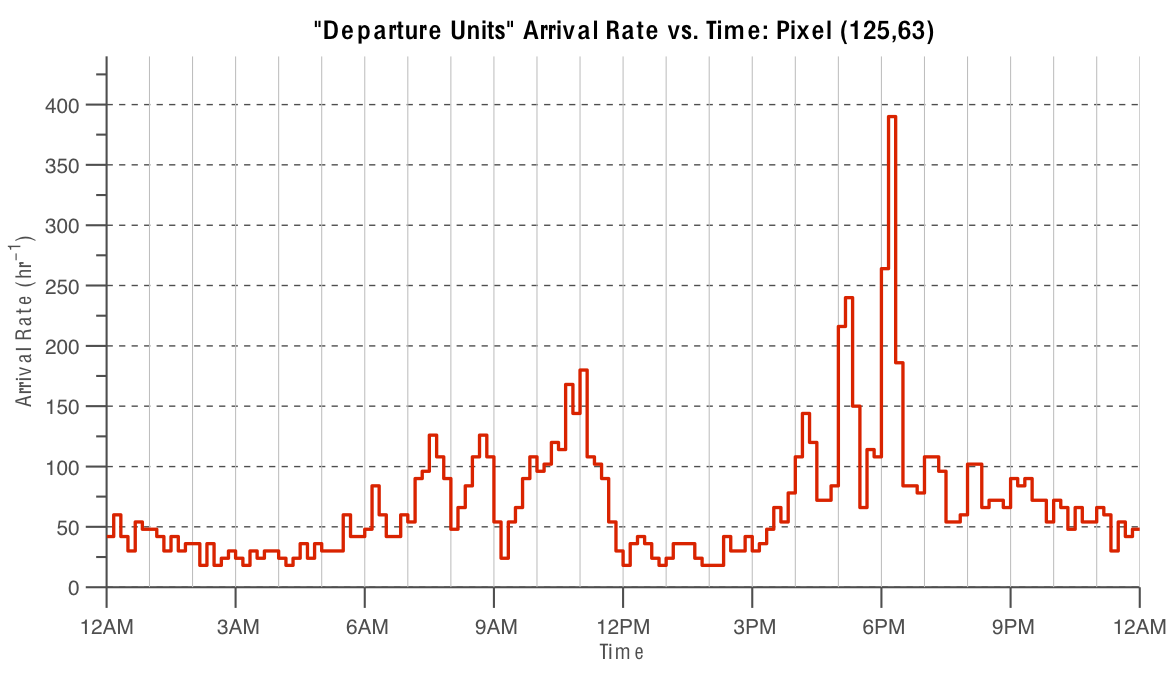 "Departure Units" Arrival Rate vs. Time: Pixel (125,63)
Arrival Rate (hr⁻¹)
400
350
300
250
200
150
100
50
0
12AM 3AM 6AM 9AM 12PM 3PM 6PM 9PM 12AM
Time